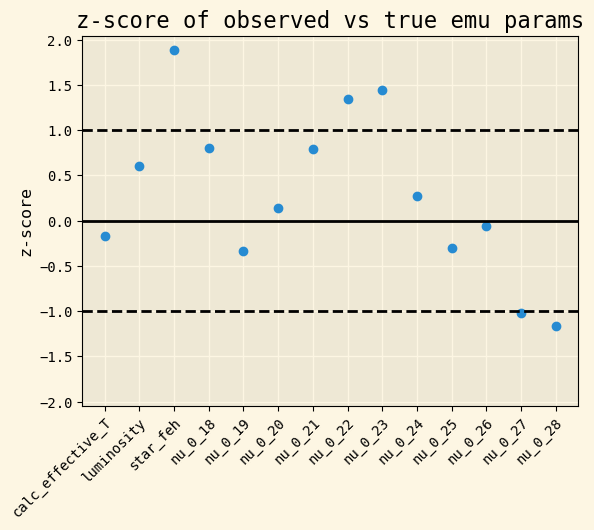 z-score of observed vs true emu params
z-score
2.0
1.5
1.0
0.5
0.0
−0.5
−1.0
−1.5
−2.0
calc_effective_T
luminosity
star_feh
nu_0_18
nu_0_19
nu_0_20
nu_0_21
nu_0_22
nu_0_23
nu_0_24
nu_0_25
nu_0_26
nu_0_27
nu_0_28